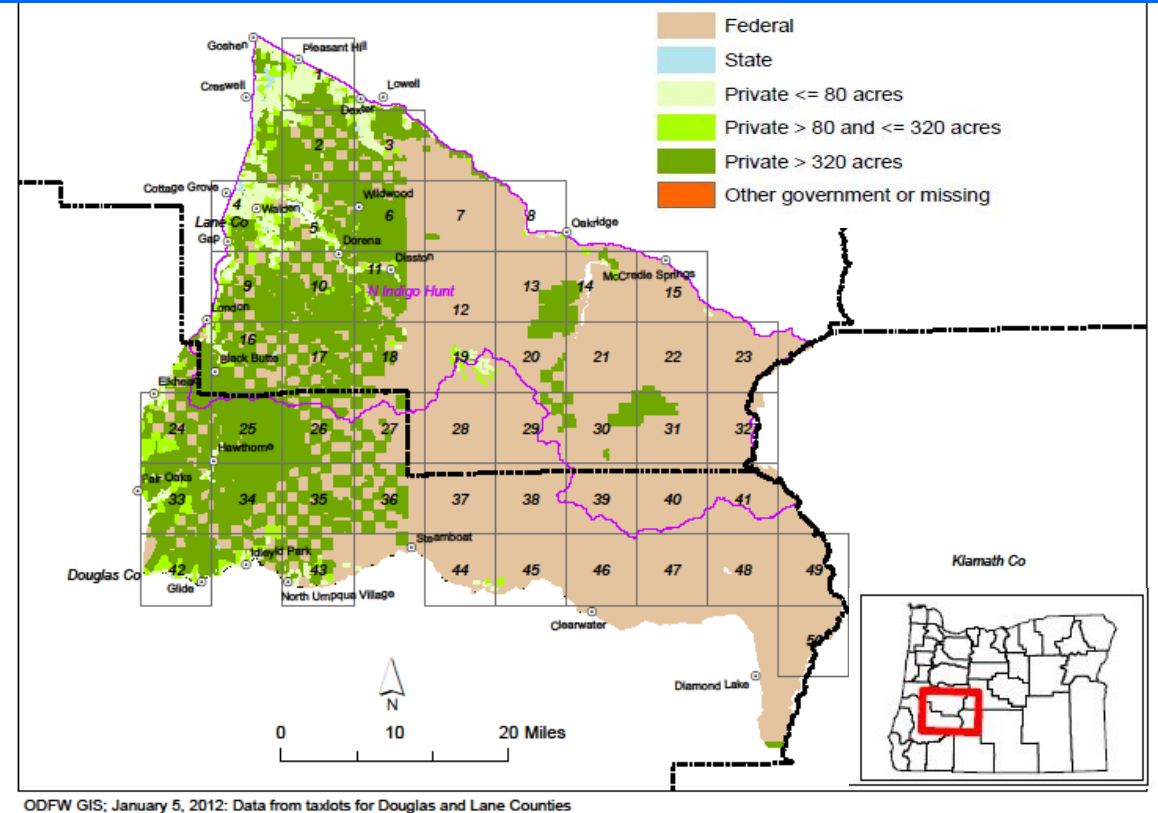 Federal
State
Private <= 80 acres
Private > 80 and <= 320 acres
Private > 320 acres
Other government or missing
Goshen
Pleasant Hill
1
Creswell
Lowell
Dexter
2
3
Cottage Grove
4
Walden
Wildwood
Lane Co
5
6
7
8
Oakridge
Gap
Dorena
Disston
11
McCredie Springs
9
10
N Indigo Hunt
12
13
14
15
London
16
Black Butte
17
18
19
20
21
22
23
Elkhead
24
25
26
27
28
29
30
31
32
Hawthorne
Fair Oaks
33
34
35
36
37
38
39
40
41
Steamboat
Idleyld Park
Douglas Co
42
43
44
45
46
47
48
49
Klamath Co
Glide
North Umpqua Village
Clearwater
50
Diamond Lake
N
0 10 20 Miles
ODFW GIS; January 5, 2012: Data from taxlots for Douglas and Lane Counties